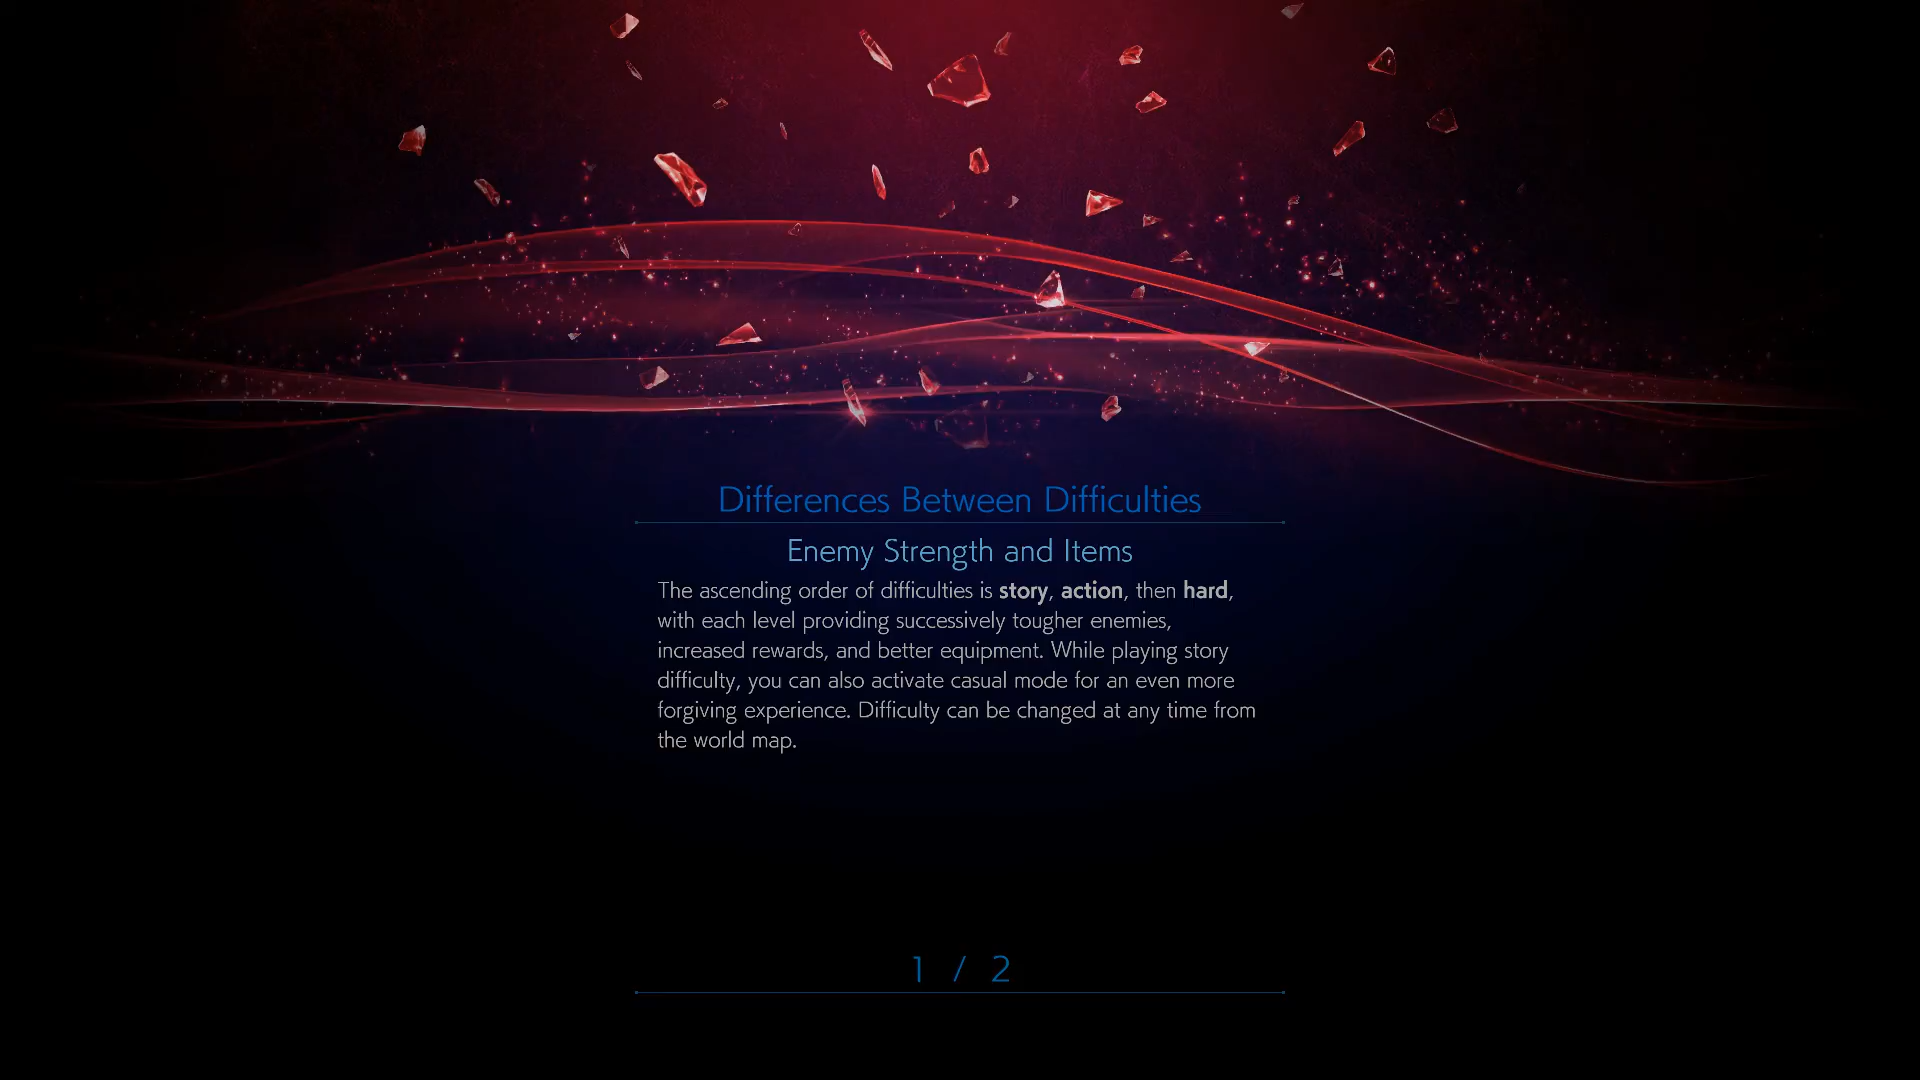 Differences Between Difficulties
Enemy Strength and Items
The ascending order of difficulties is story, action, then hard,
with each level providing successively tougher enemies,
increased rewards, and better equipment. While playing story
difficulty, you can also activate casual mode for an even more
forgiving experience. Difficulty can be changed at any time from
the world map.
1 / 2